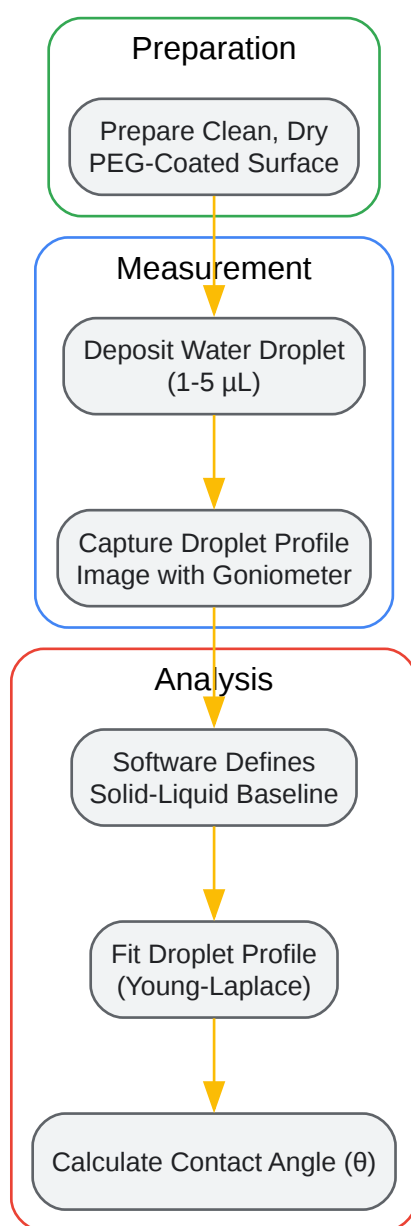 Preparation
Prepare Clean, Dry
PEG-Coated Surface
Measurement
Deposit Water Droplet
(1-5 µL)
Capture Droplet Profile
Image with Goniometer
Analysis
Software Defines
Solid-Liquid Baseline
Fit Droplet Profile
(Young-Laplace)
Calculate Contact Angle (θ)